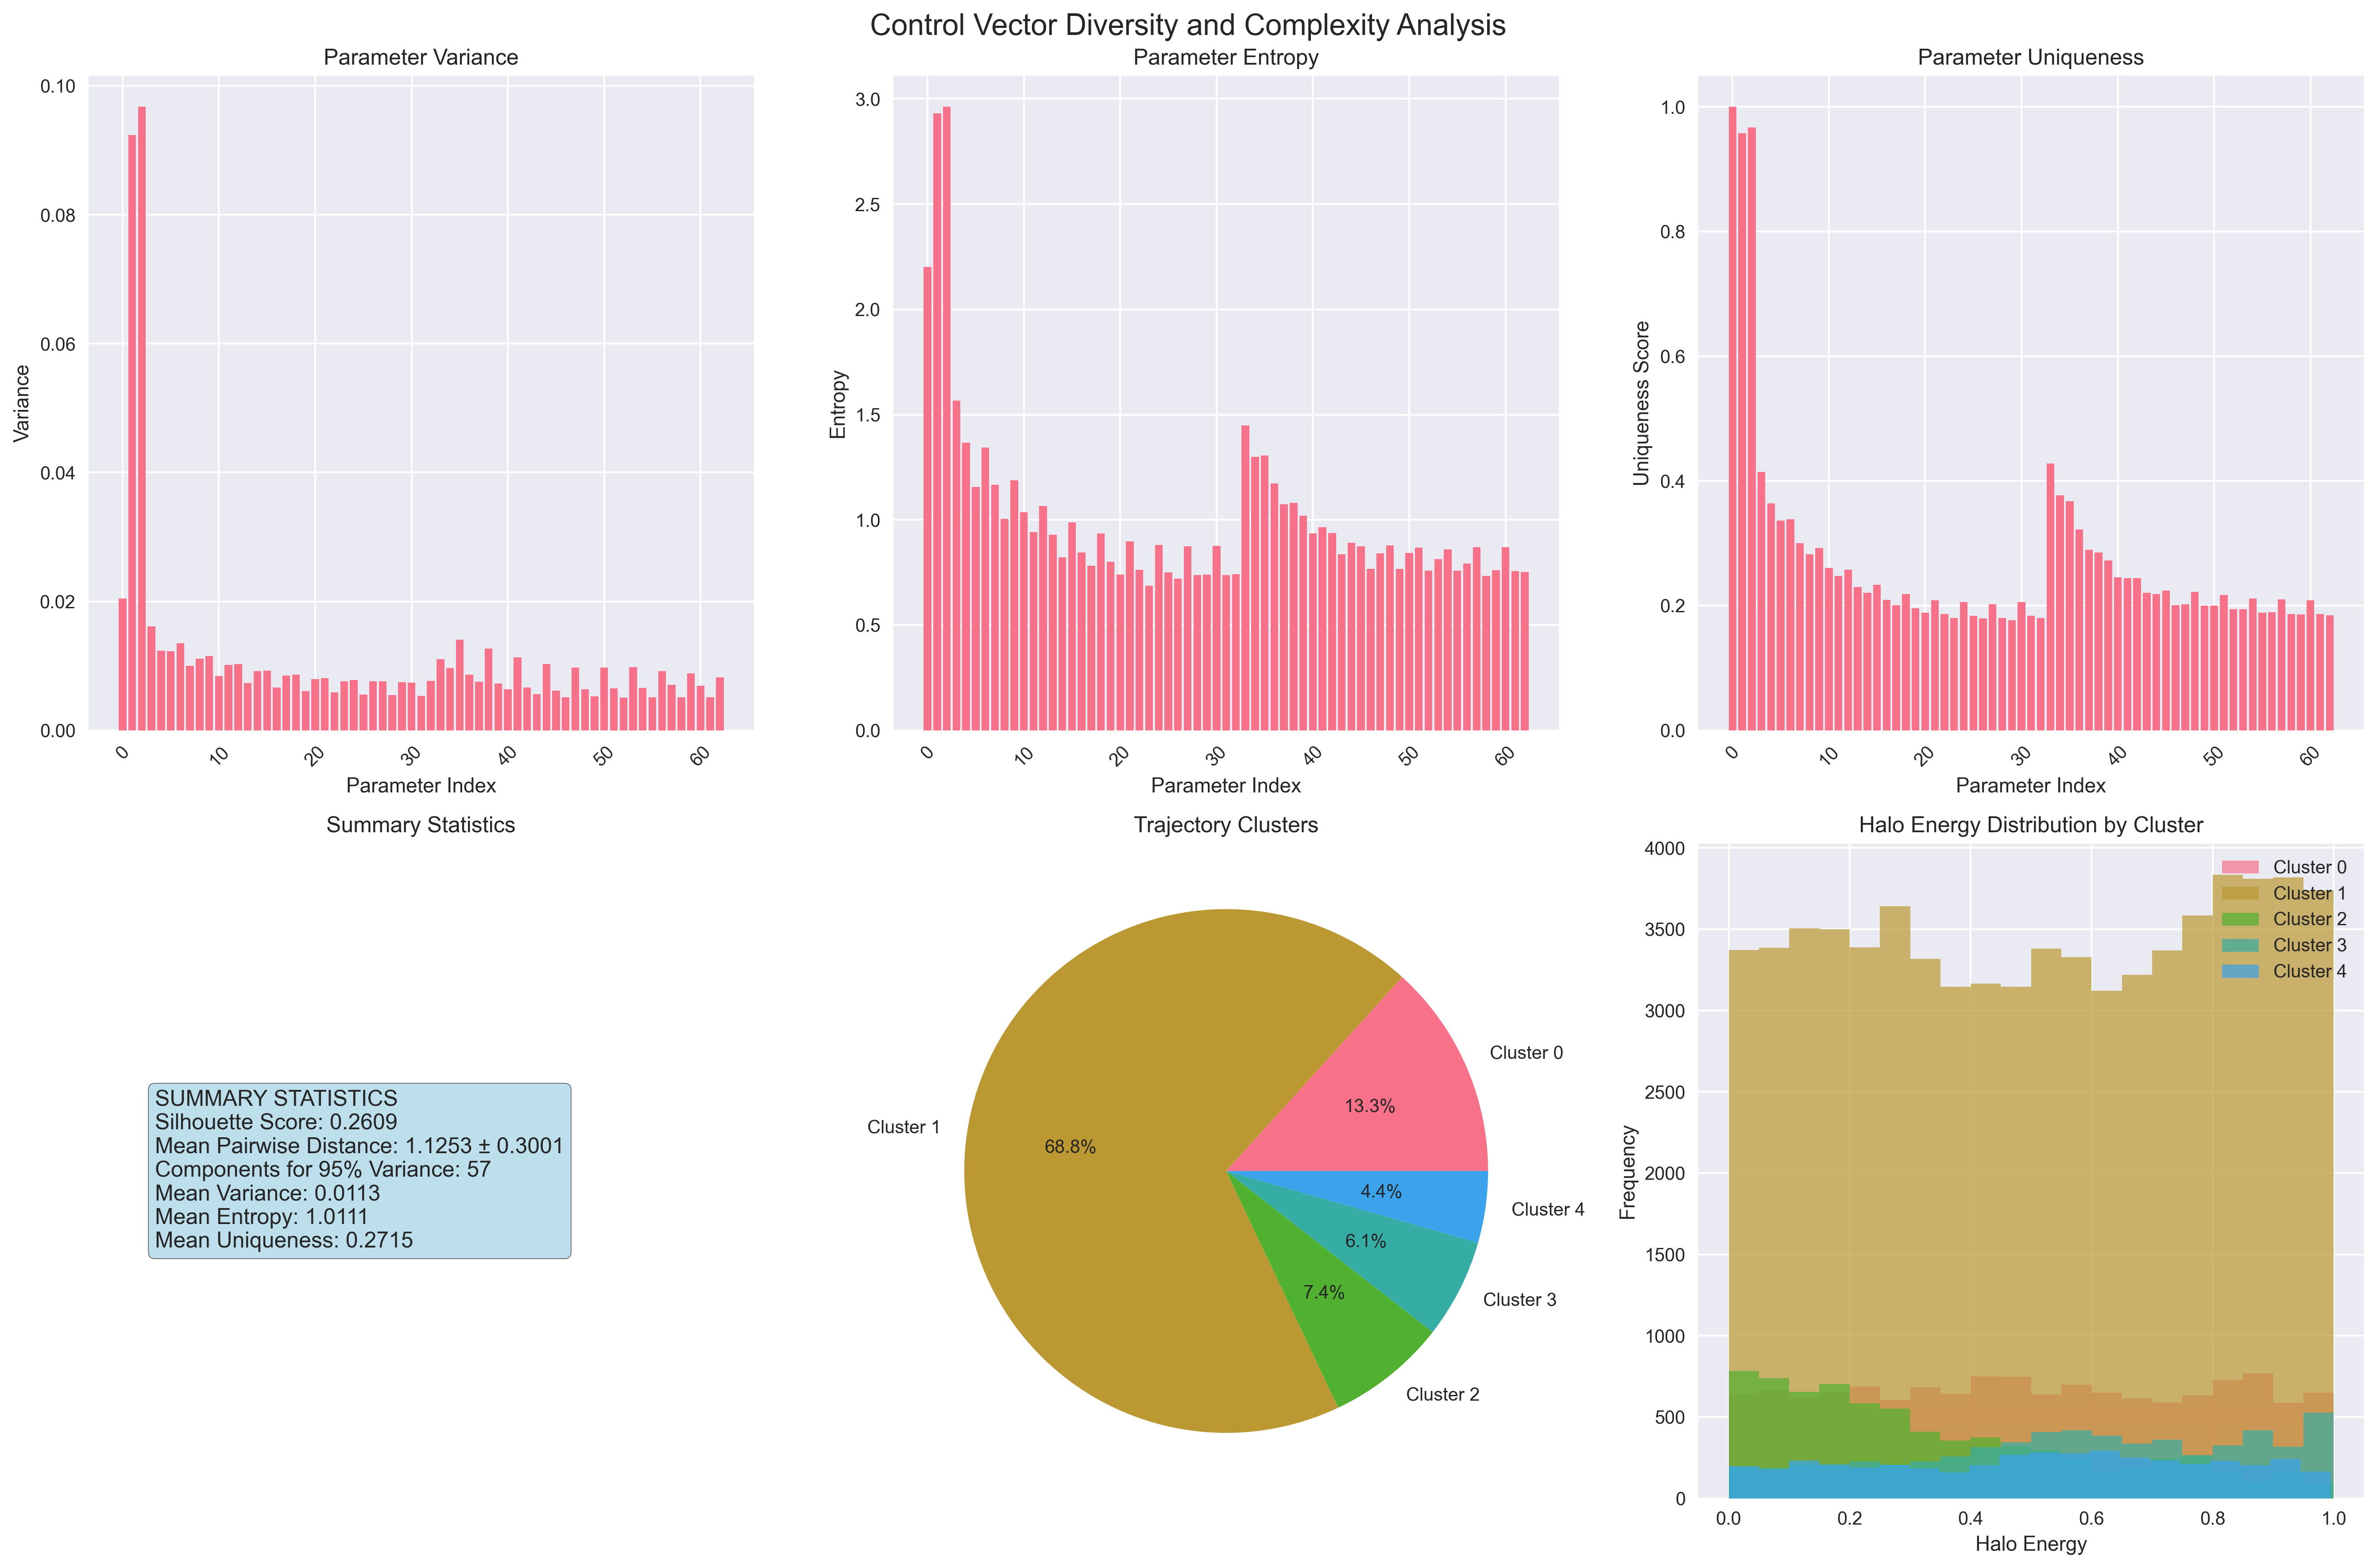 Control Vector Diversity and Complexity Analysis
Parameter Variance
0.10
0.08
0.06
0.04
0.02
0.00
Variance
0
10
20
30
40
50
60
Parameter Index
Parameter Entropy
3.0
2.5
2.0
1.5
1.0
0.5
0.0
Entropy
0
10
20
30
40
50
60
Parameter Index
Parameter Uniqueness
1.0
0.8
0.6
0.4
0.2
0.0
Uniqueness Score
0
10
20
30
40
50
60
Parameter Index
Summary Statistics
SUMMARY STATISTICS
Silhouette Score: 0.2609
Mean Pairwise Distance: 1.1253 ± 0.3001
Components for 95% Variance: 57
Mean Variance: 0.0113
Mean Entropy: 1.0111
Mean Uniqueness: 0.2715
Trajectory Clusters
Cluster 0
13.3%
Cluster 1
68.8%
4.4%
Cluster 4
6.1%
Cluster 3
7.4%
Cluster 2
Halo Energy Distribution by Cluster
4000
3500
3000
2500
2000
1500
1000
500
0
Frequency
Cluster 0
Cluster 1
Cluster 2
Cluster 3
Cluster 4
0.0
0.2
0.4
0.6
0.8
1.0
Halo Energy